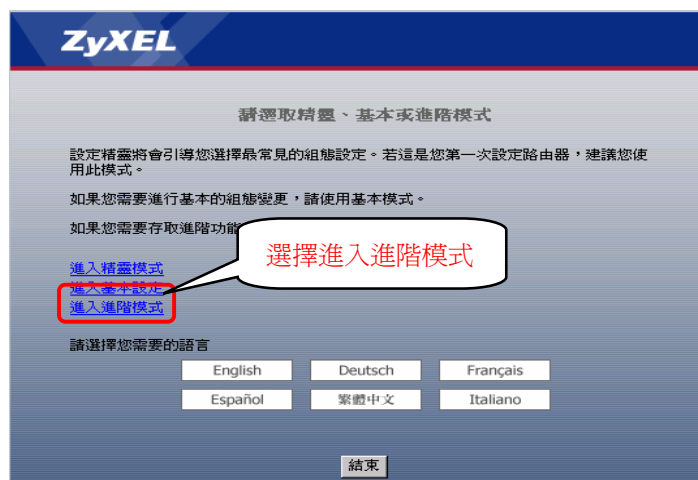 ZyXEL
請選取精靈、基本或進階模式
設定精靈將會引導您選擇最常見的組態設定。若這是您第一次設定路由器，建議您使
用此模式。
如果您需要進行基本的組態變更，請使用基本模式。
如果您需要存取進階功能
選擇進入進階模式
進入精靈模式
進入基本設定
進入進階模式
請選擇您需要的語言
English Deutsch Français
Español 繁體中文 Italiano
結束